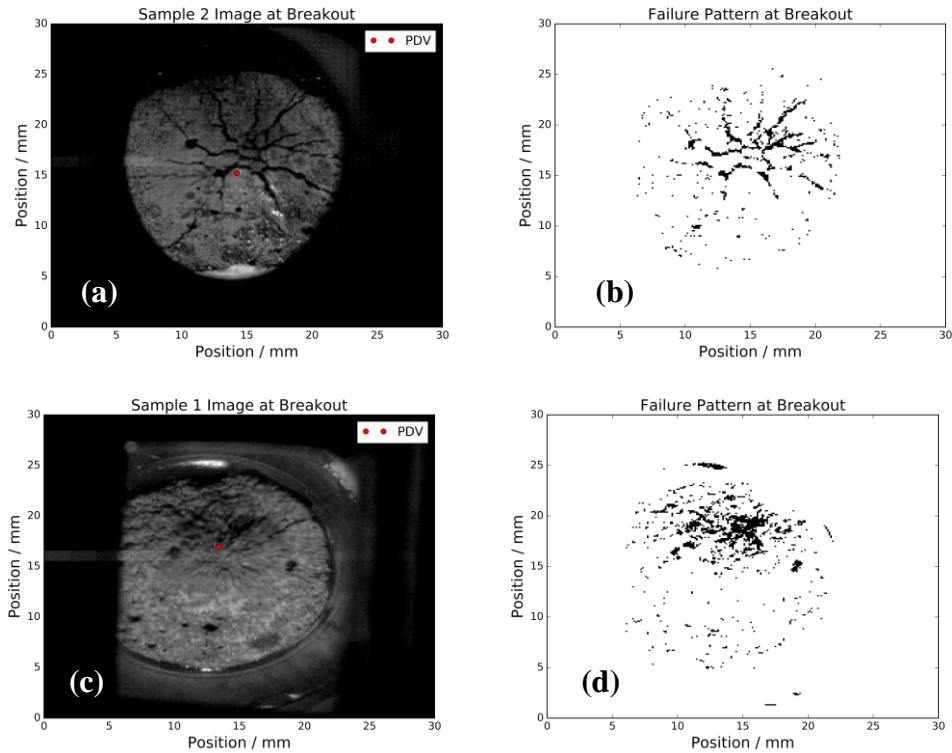 Sample 2 Image at Breakout
PDV
Position / mm
30
25
20
15
10
5
0
(a)
0 5 10 15 20 25 30
Position / mm
Failure Pattern at Breakout
Position / mm
30
25
20
15
10
5
0
(b)
0 5 10 15 20 25 30
Position / mm
Sample 1 Image at Breakout
PDV
Position / mm
30
25
20
15
10
5
0
(c)
0 5 10 15 20 25 30
Position / mm
Failure Pattern at Breakout
Position / mm
30
25
20
15
10
5
0
(d)
0 5 10 15 20 25 30
Position / mm